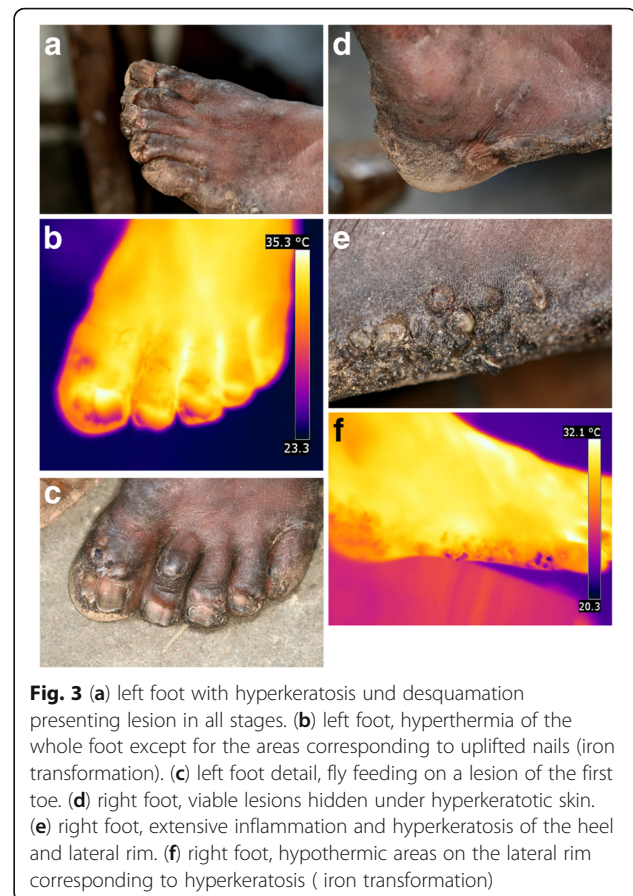 a
d
b
35.3 °C
23.3
e
c
f
32.1 °C
20.3
Fig. 3 (a) left foot with hyperkeratosis und desquamation
presenting lesion in all stages. (b) left foot, hyperthermia of the
whole foot except for the areas corresponding to uplifted nails (iron
transformation). (c) left foot detail, fly feeding on a lesion of the first
toe. (d) right foot, viable lesions hidden under hyperkeratotic skin.
(e) right foot, extensive inflammation and hyperkeratosis of the heel
and lateral rim. (f) right foot, hypothermic areas on the lateral rim
corresponding to hyperkeratosis ( iron transformation)